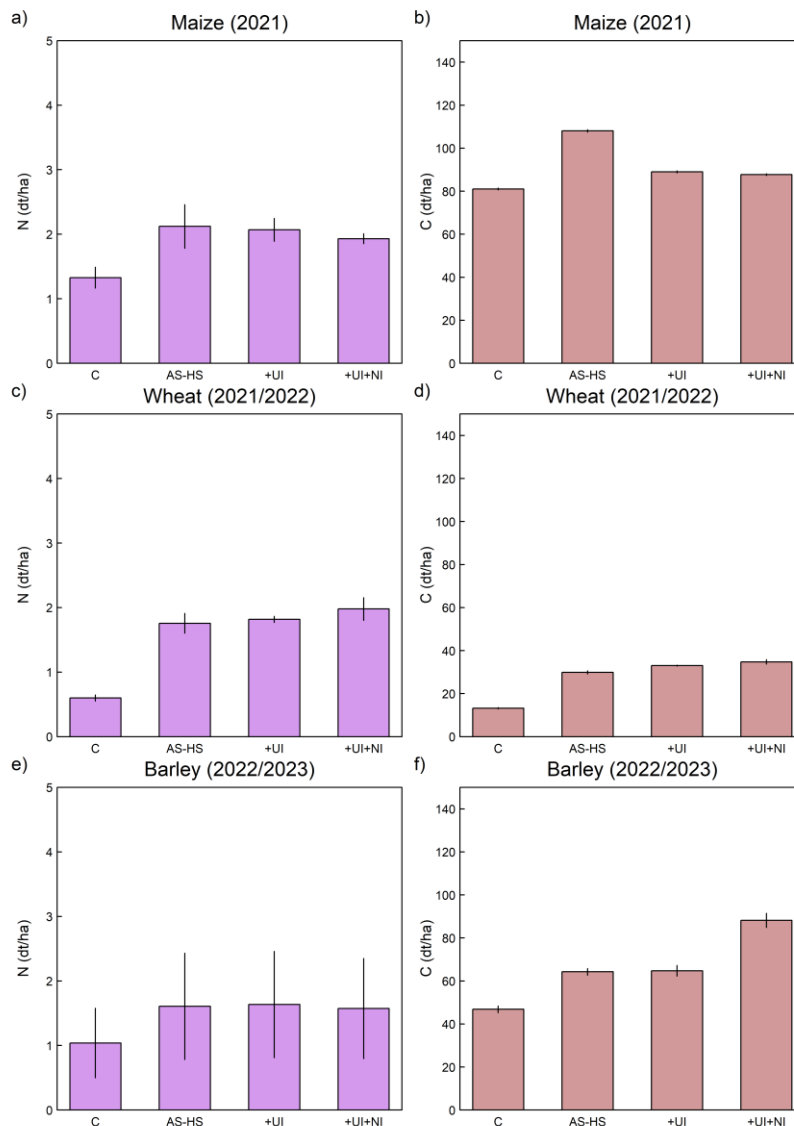 a) Maize (2021)
N (dt/ha)
5
4
3
2
1
0
C AS-HS +UI +UI+NI
b) Maize (2021)
C (dt/ha)
140
120
100
80
60
40
20
0
C AS-HS +UI +UI+NI
c) Wheat (2021/2022)
N (dt/ha)
5
4
3
2
1
0
C AS-HS +UI +UI+NI
d) Wheat (2021/2022)
C (dt/ha)
140
120
100
80
60
40
20
0
C AS-HS +UI +UI+NI
e) Barley (2022/2023)
N (dt/ha)
5
4
3
2
1
0
C AS-HS +UI +UI+NI
f) Barley (2022/2023)
C (dt/ha)
140
120
100
80
60
40
20
0
C AS-HS +UI +UI+NI